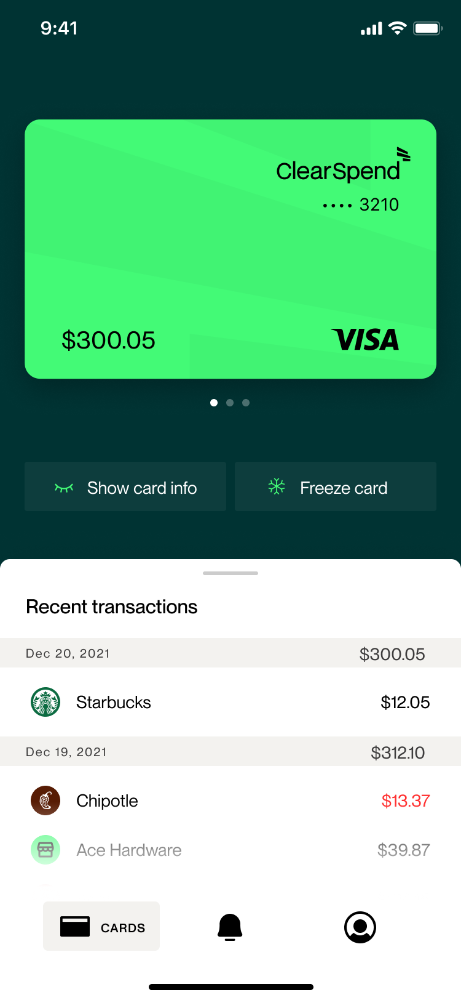 9:41
ClearSpend
•••• 3210
$300.05
VISA
Show card info
Freeze card
Recent transactions
Dec 20, 2021 $300.05
Starbucks $12.05
Dec 19, 2021 $312.10
Chipotle $13.37
Ace Hardware $39.87
CARDS